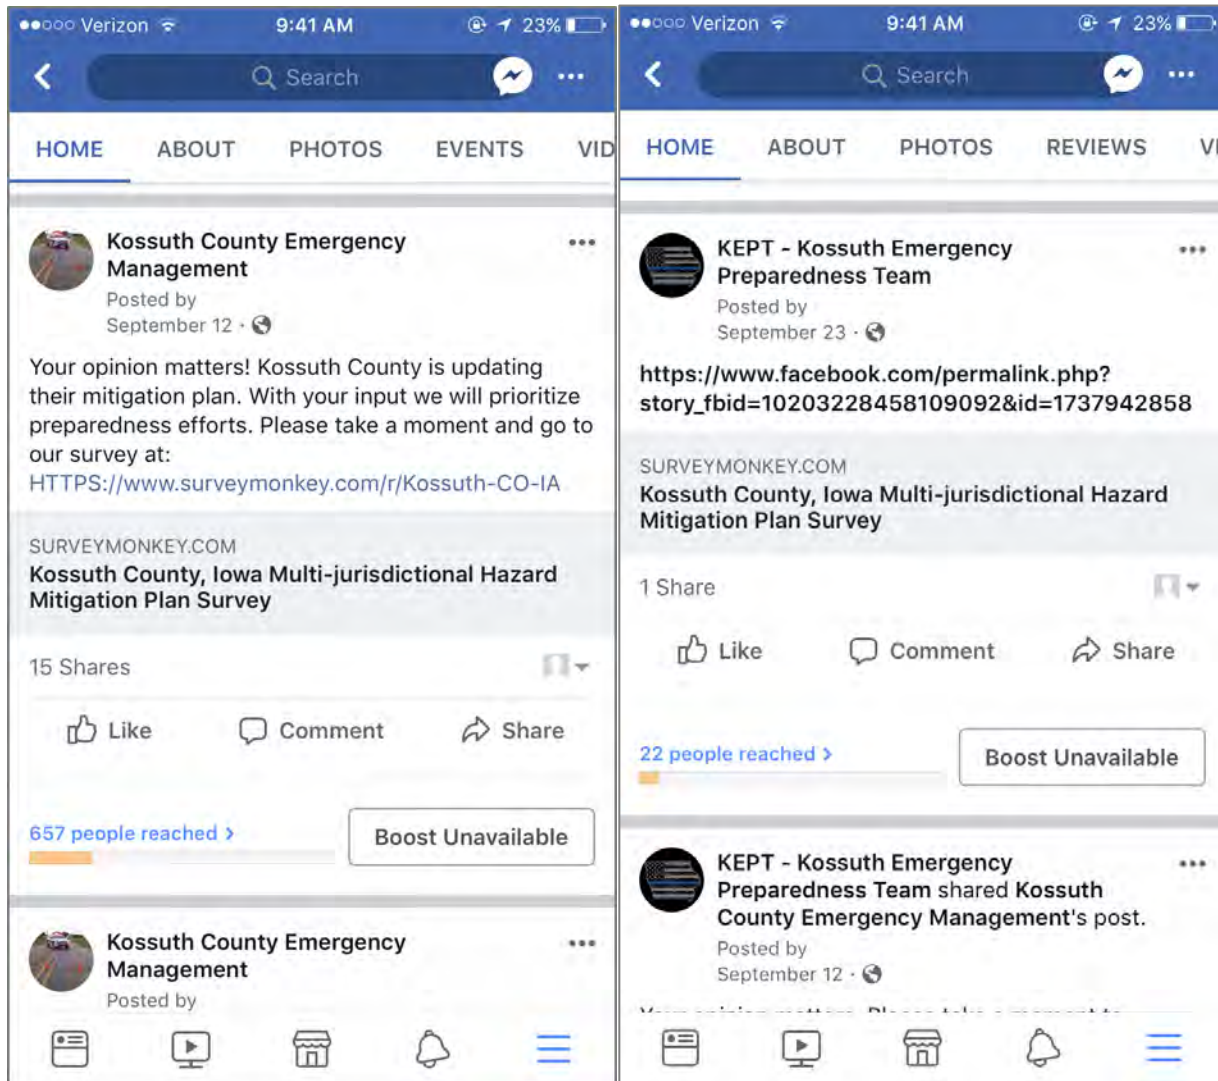 Verizon 9:41 AM 23%
Search
HOME ABOUT PHOTOS EVENTS VID
Kossuth County Emergency
Management
Posted by
September 12 ·
Your opinion matters! Kossuth County is updating
their mitigation plan. With your input we will prioritize
preparedness efforts. Please take a moment and go to
our survey at:
HTTPS://www.surveymonkey.com/r/Kossuth-CO-IA
SURVEYMONKEY.COM
Kossuth County, Iowa Multi-jurisdictional Hazard
Mitigation Plan Survey
15 Shares
Like Comment Share
657 people reached >
Boost Unavailable
Kossuth County Emergency
Management
Posted by
Verizon 9:41 AM 23%
Search
HOME ABOUT PHOTOS REVIEWS VI
KEPT - Kossuth Emergency
Preparedness Team
Posted by
September 23 ·
https://www.facebook.com/permalink.php?
story_fbid=10203228458109092&id=1737942858
SURVEYMONKEY.COM
Kossuth County, Iowa Multi-jurisdictional Hazard
Mitigation Plan Survey
1 Share
Like Comment Share
22 people reached >
Boost Unavailable
KEPT - Kossuth Emergency
Preparedness Team shared Kossuth
County Emergency Management's post.
Posted by
September 12 ·